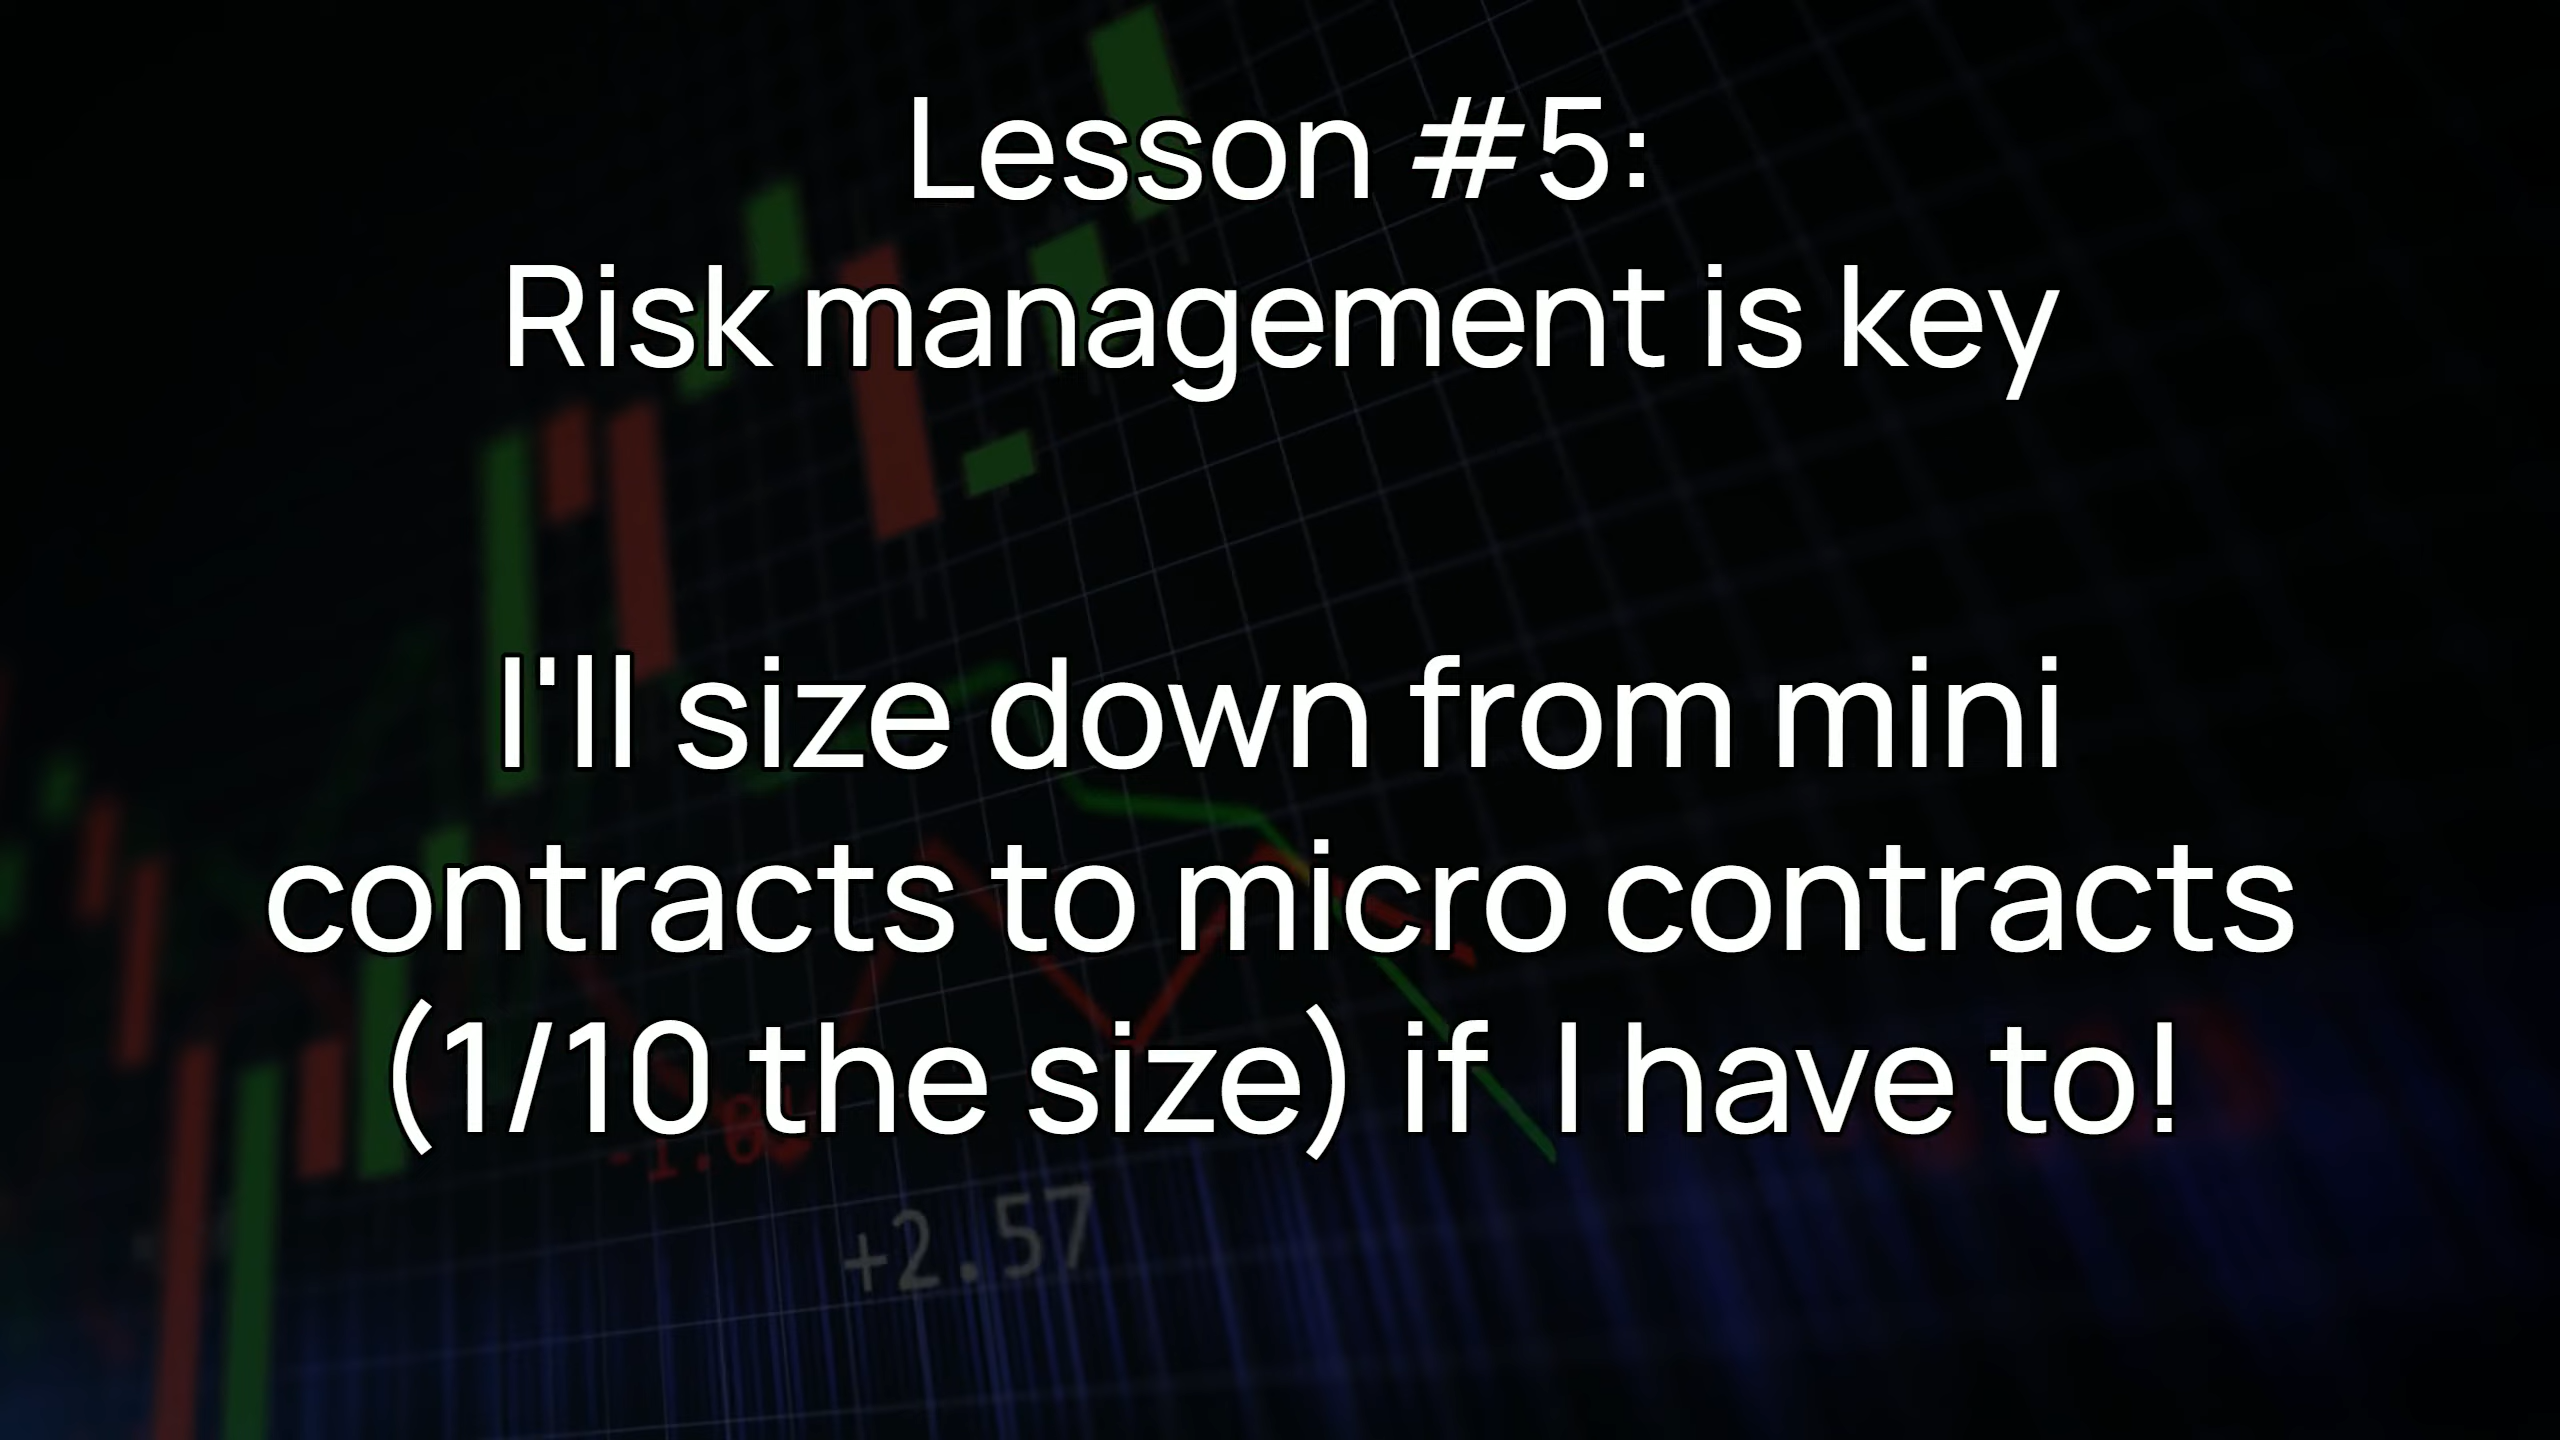 Lesson #5:
Risk management is key
I'll size down from mini
contracts to micro contracts
(1/10 the size) if I have to!
+2.57